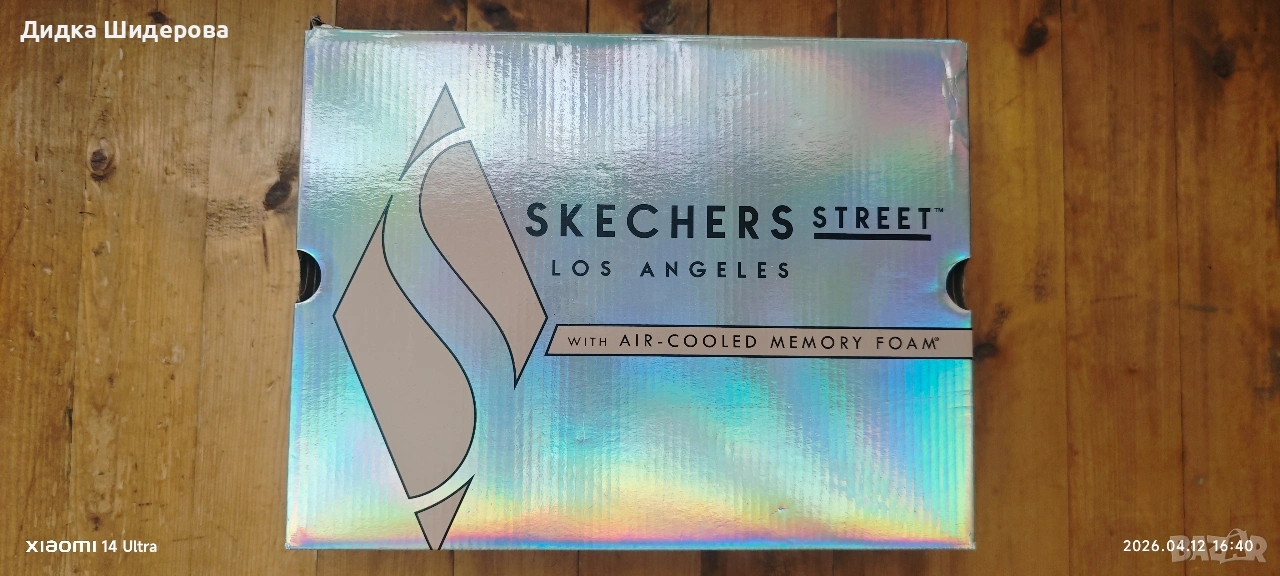 Дидка Шидерова
SKECHERS STREET™
LOS ANGELES
WITH AIR-COOLED MEMORY FOAM®
xiaomi 14 Ultra
2026.04.12 16:40
BAZAR